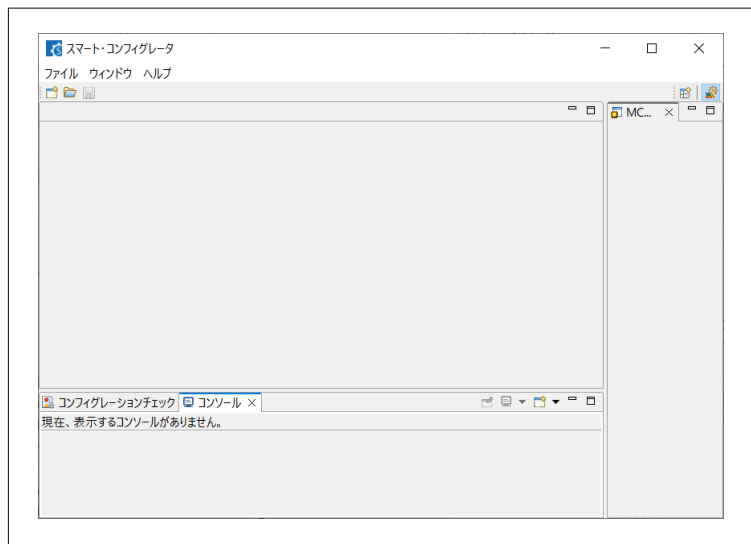 スマート・コンフィグレータ
ファイル ウィンドウ ヘルプ
MC...
コンフィグレーションチェック コンソール
現在、表示するコンソールがありません。